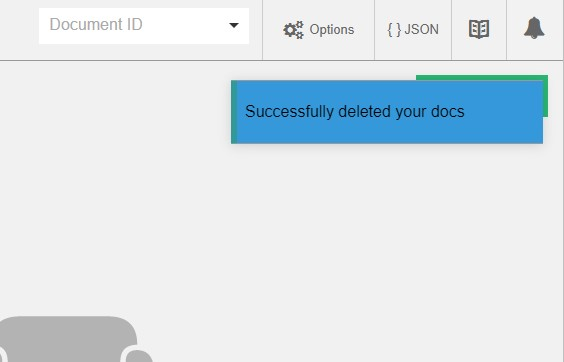 Document ID
Options
{ } JSON
Successfully deleted your docs